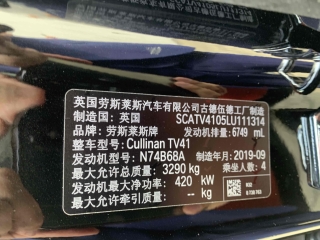 英国劳斯莱斯汽车有限公司古德伍德工厂制造
制造国：英国 SCATV4105LU111314
品牌：劳斯莱斯牌 发动机排量：6749 mL
整车型号：Cullinan TV41
发动机型号：N74B68A 制造年月：2019-09
最大允许总质量：3290 kg 乘坐人数：4
发动机最大净功率：420 kW
最大允许牵引质量：-- kg